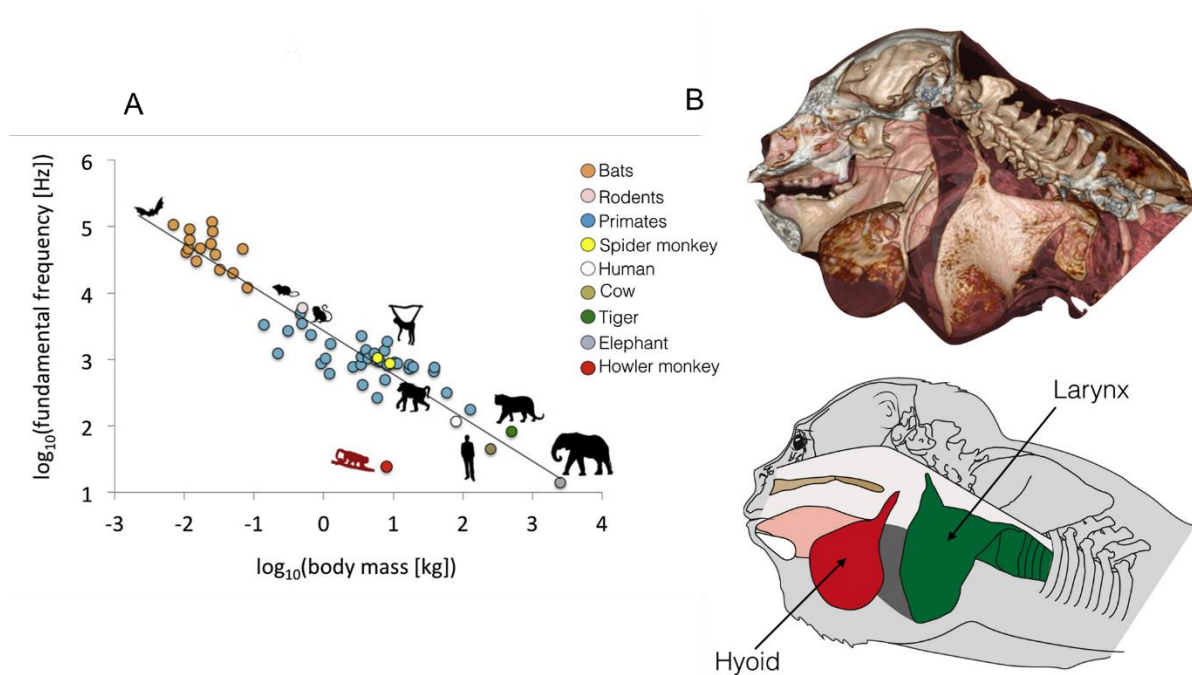 A
B
log₁₀(fundamental frequency [Hz])
6
5
4
3
2
1
-3
-2
-1
0
1
2
3
4
log₁₀(body mass [kg])
Bats
Rodents
Primates
Spider monkey
Human
Cow
Tiger
Elephant
Howler monkey
Larynx
Hyoid